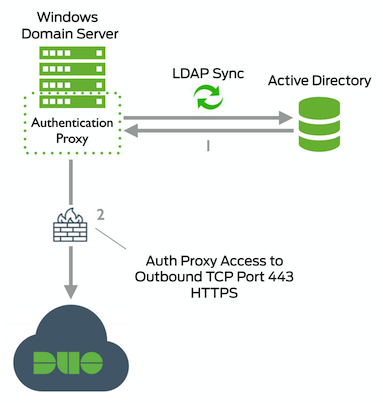 Windows
Domain Server
LDAP Sync
Active Directory
Authentication
Proxy
1
2
Auth Proxy Access to
Outbound TCP Port 443
HTTPS
DUO